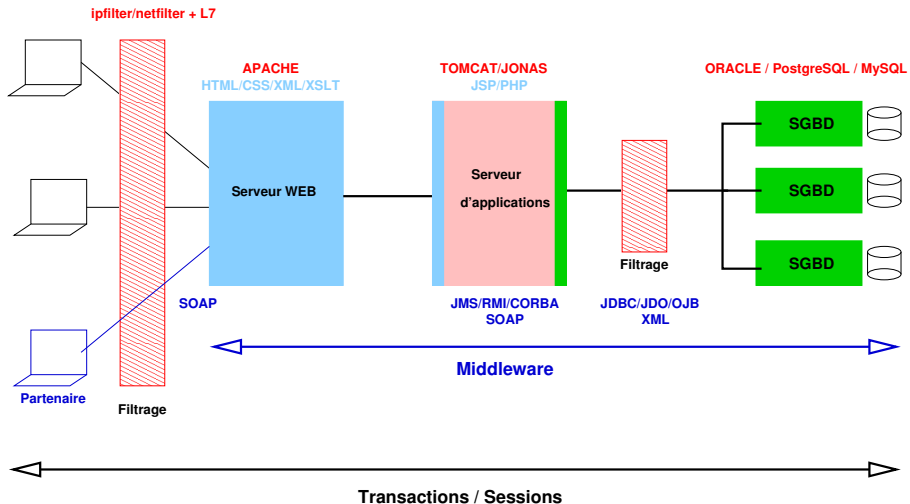 ipfilter/netfilter + L7
APACHE
HTML/CSS/XML/XSLT
TOMCAT/JONAS
JSP/PHP
ORACLE / PostgreSQL / MySQL
Serveur WEB
Serveur
d'applications
SGBD
SGBD
SGBD
Filtrage
SOAP
JMS/RMI/CORBA
SOAP
JDBC/JDO/OJB
XML
Middleware
Partenaire
Filtrage
Transactions / Sessions